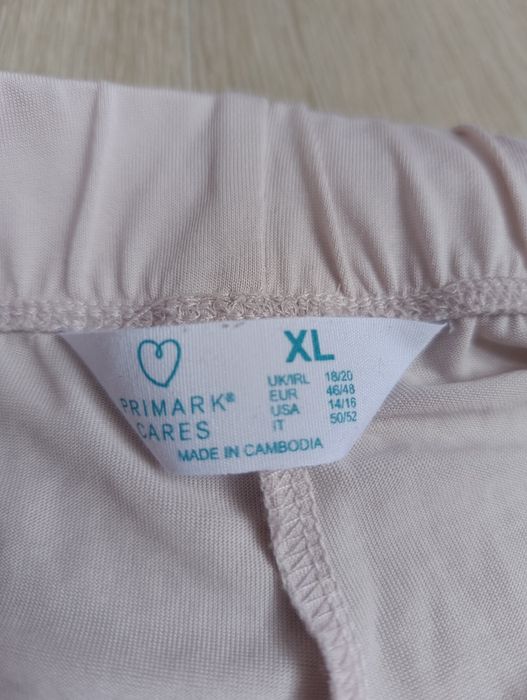 PRIMARK®
CARES
XL
UK/IRL 18/20
EUR 46/48
USA 14/16
IT 50/52
MADE IN CAMBODIA